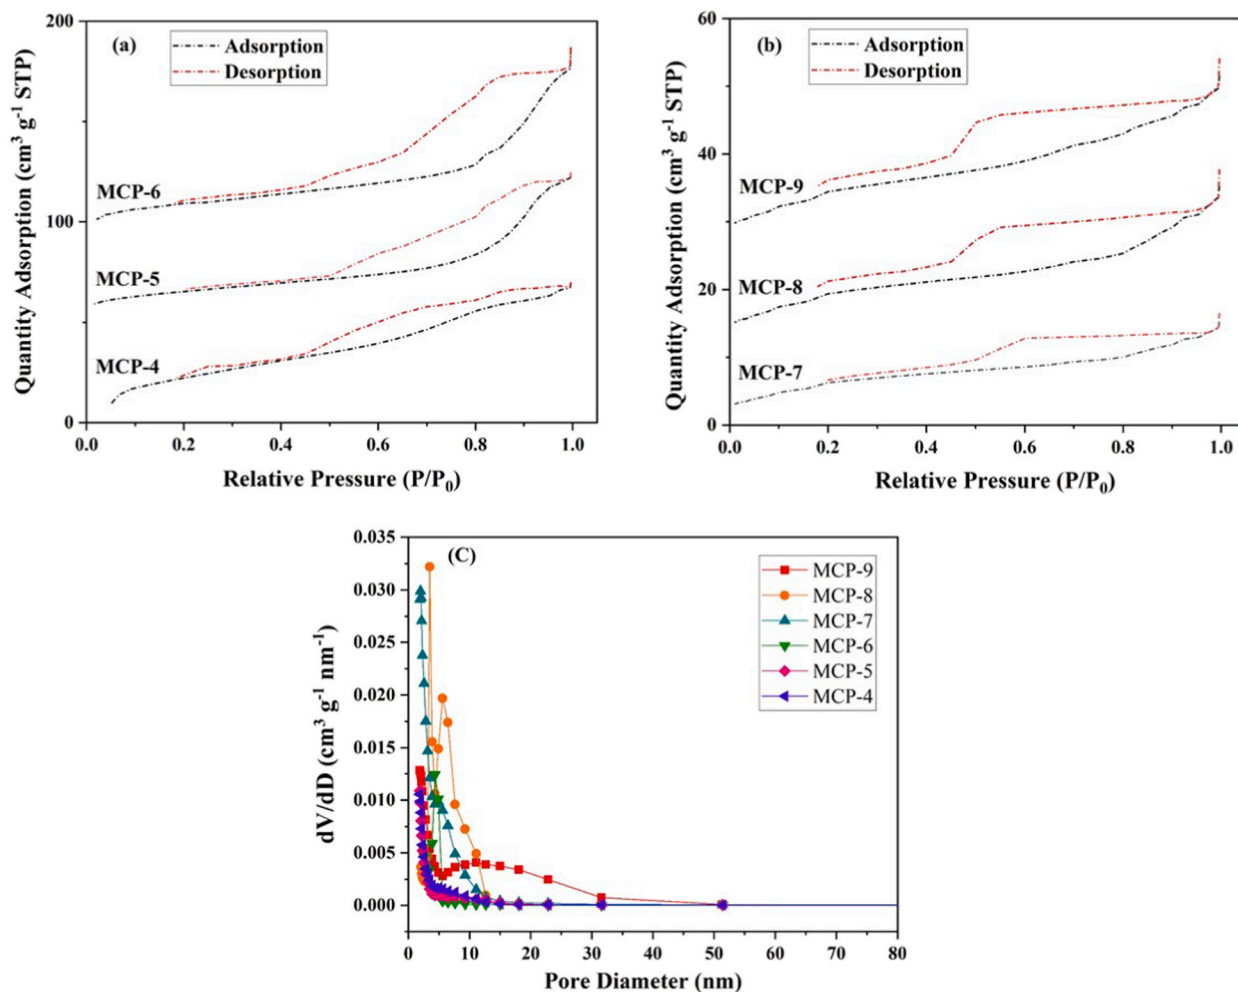 (a)
Adsorption
Desorption
Quantity Adsorption (cm³ g⁻¹ STP)
200
100
0
MCP-6
MCP-5
MCP-4
0.0 0.2 0.4 0.6 0.8 1.0
Relative Pressure (P/P₀)
(b)
Adsorption
Desorption
Quantity Adsorption (cm³ g⁻¹ STP)
60
40
20
0
MCP-9
MCP-8
MCP-7
0.0 0.2 0.4 0.6 0.8 1.0
Relative Pressure (P/P₀)
(C)
MCP-9
MCP-8
MCP-7
MCP-6
MCP-5
MCP-4
dV/dD (cm³ g⁻¹ nm⁻¹)
0.035
0.030
0.025
0.020
0.015
0.010
0.005
0.000
0 10 20 30 40 50 60 70 80
Pore Diameter (nm)